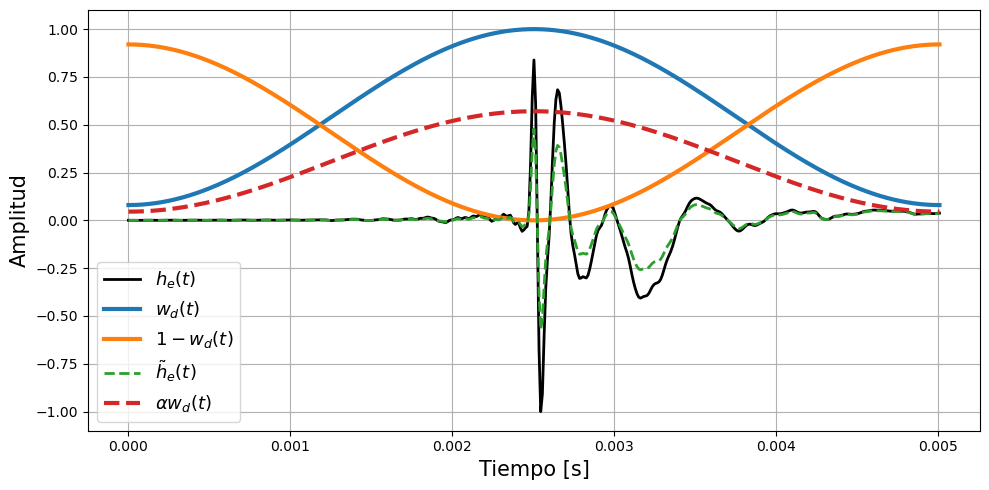 1.00
0.75
0.50
0.25
0.00
−0.25
−0.50
−0.75
−1.00
Amplitud
h_e(t)
w_d(t)
1 − w_d(t)
h̃_e(t)
αw_d(t)
0.000 0.001 0.002 0.003 0.004 0.005
Tiempo [s]